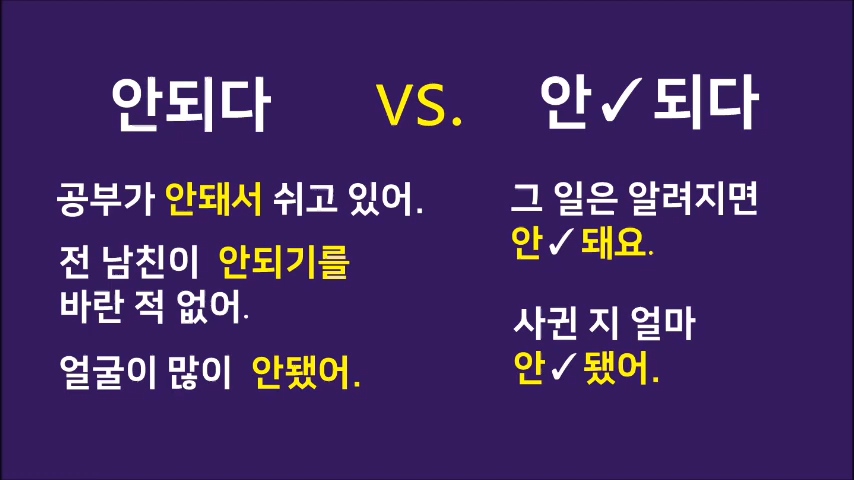 안되다 vs. 안✓되다
공부가 안돼서 쉬고 있어.
전 남친이 안되기를
바란 적 없어.
얼굴이 많이 안됐어.
그 일은 알려지면
안✓돼요.
사귄 지 얼마
안✓됐어.